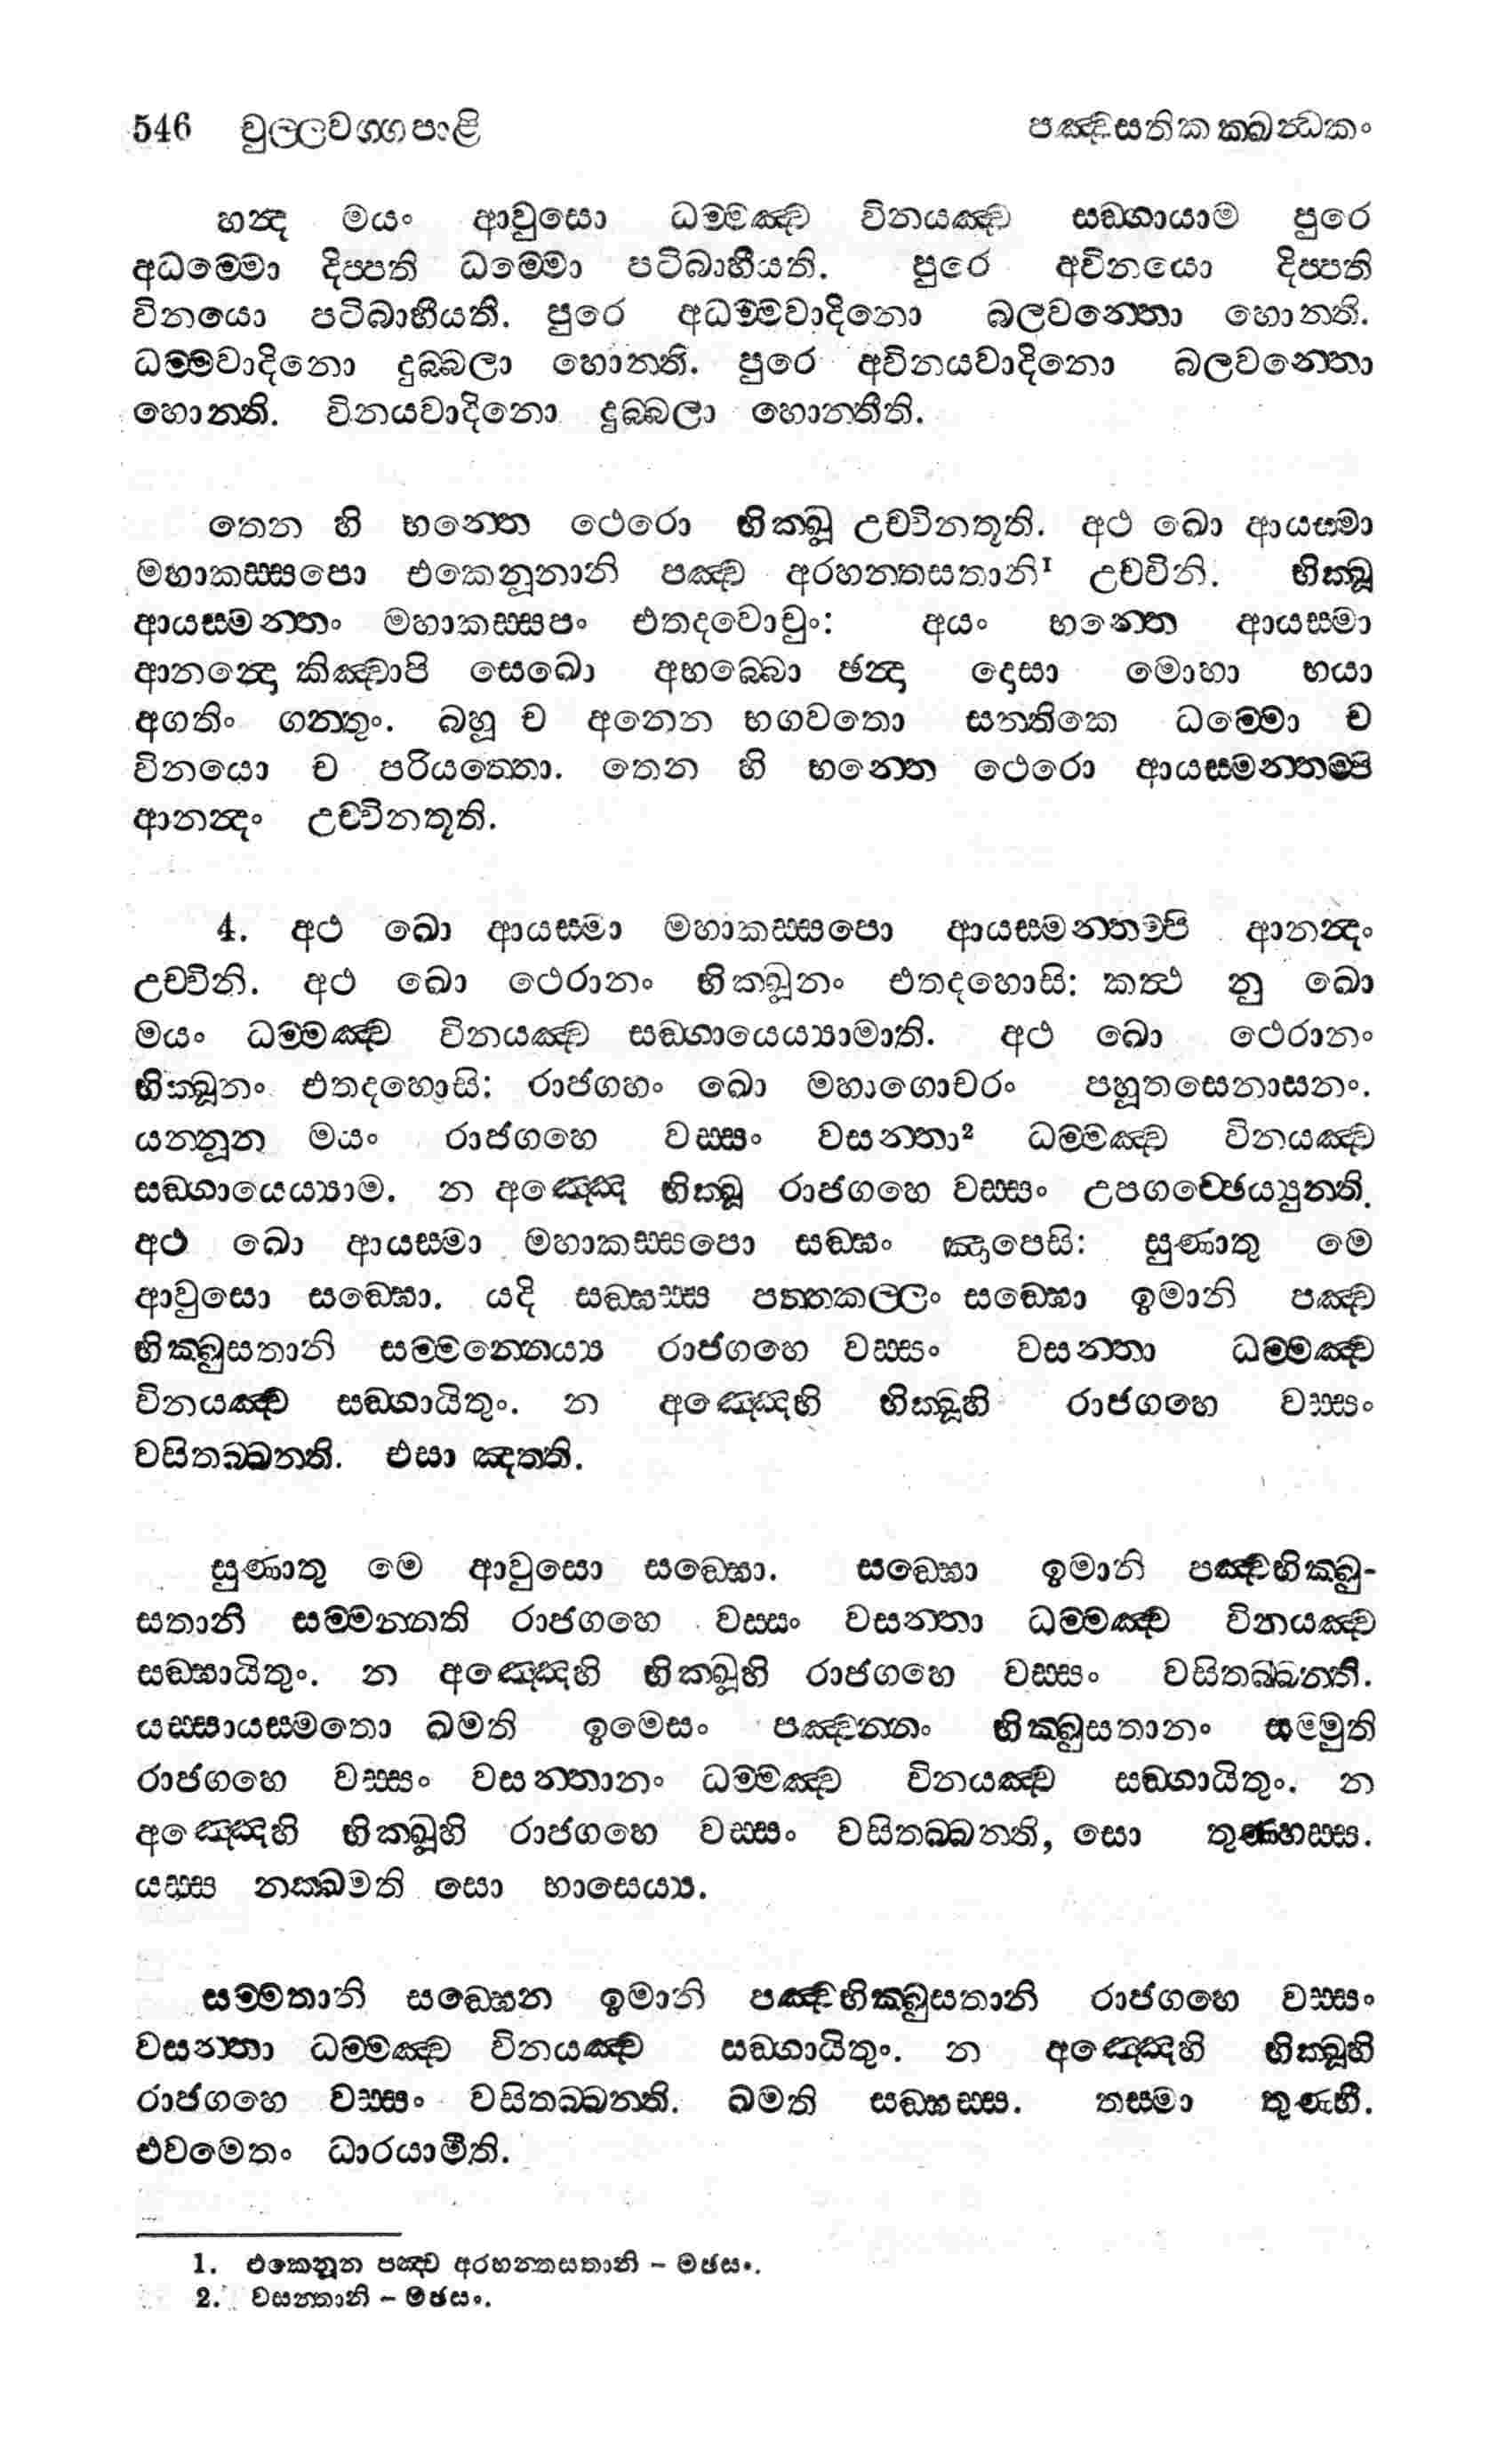 546 චුල්ලවග්ගපාළි පඤ්චසතිකක්ඛන්ධකං
හන්ද මයං ආවුසො ධම්මඤ්ච විනයඤ්ච සඞ්ගායාම පුරෙ
අධම්මො දිප්පති ධම්මො පටිබාහීයති. පුරෙ අවිනයො දිප්පති
විනයො පටිබාහීයති. පුරෙ අධම්මවාදිනො බලවන්තො හොන්ති.
ධම්මවාදිනො දුබ්බලා හොන්ති. පුරෙ අවිනයවාදිනො බලවන්තො
හොන්ති. විනයවාදිනො දුබ්බලා හොන්තීති.
තෙන හි භන්තෙ ථෙරො භික්ඛූ උච්චිනතූති. අථ ඛො ආයස්මා
මහාකස්සපො එකෙනූනානි පඤ්ච අරහන්තසතානි¹ උච්චිනි. භික්ඛූ
ආයස්මන්තං මහාකස්සපං එතදවොචුං: අයං භන්තෙ ආයස්මා
ආනන්දො කිඤ්චාපි සෙඛො අභබ්බො ඡන්දා දොසා මොහා භයා
අගතිං ගන්තුං. බහූ ච අනෙන භගවතො සන්තිකෙ ධම්මො ච
විනයො ච පරියත්තො. තෙන හි භන්තෙ ථෙරො ආයස්මන්තම්පි
ආනන්දං උච්චිනතූති.
4. අථ ඛො ආයස්මා මහාකස්සපො ආයස්මන්තම්පි ආනන්දං
උච්චිනි. අථ ඛො ථෙරානං භික්ඛූනං එතදහොසි: කත්ථ නු ඛො
මයං ධම්මඤ්ච විනයඤ්ච සඞ්ගායෙය්‍යාමාති. අථ ඛො ථෙරානං
භික්ඛූනං එතදහොසි: රාජගහං ඛො මහාගොචරං පහූතසෙනාසනං.
යන්නූන මයං රාජගහෙ වස්සං වසන්තා² ධම්මඤ්ච විනයඤ්ච
සඞ්ගායෙය්‍යාම. න අඤ්ඤෙ භික්ඛූ රාජගහෙ වස්සං උපගච්ඡෙය්‍යුන්ති.
අථ ඛො ආයස්මා මහාකස්සපො සඞ්ඝං ඤාපෙසි: සුණාතු මෙ
ආවුසො සඞ්ඝො. යදි සඞ්ඝස්ස පත්තකල්ලං සඞ්ඝො ඉමානි පඤ්ච
භික්ඛුසතානි සම්මන්නෙය්‍ය රාජගහෙ වස්සං වසන්තා ධම්මඤ්ච
විනයඤ්ච සඞ්ගායිතුං. න අඤ්ඤෙහි භික්ඛූහි රාජගහෙ වස්සං
වසිතබ්බන්ති. එසා ඤත්ති.
සුණාතු මෙ ආවුසො සඞ්ඝො. සඞ්ඝො ඉමානි පඤ්චභික්ඛු-
සතානි සම්මන්නති රාජගහෙ වස්සං වසන්තා ධම්මඤ්ච විනයඤ්ච
සඞ්ඝායිතුං. න අඤ්ඤෙහි භික්ඛූහි රාජගහෙ වස්සං වසිතබ්බන්ති.
යස්සායස්මතො ඛමති ඉමෙසං පඤ්චන්නං භික්ඛුසතානං සම්මුති
රාජගහෙ වස්සං වසන්තානං ධම්මඤ්ච විනයඤ්ච සඞ්ගායිතුං. න
අඤ්ඤෙහි භික්ඛූහි රාජගහෙ වස්සං වසිතබ්බන්ති, සො තුණ්හස්ස.
යස්ස නක්ඛමති සො භාසෙය්‍ය.
සම්මතානි සඞ්ඝෙන ඉමානි පඤ්චභික්ඛුසතානි රාජගහෙ වස්සං
වසන්තා ධම්මඤ්ච විනයඤ්ච සඞ්ගායිතුං. න අඤ්ඤෙහි භික්ඛූහි
රාජගහෙ වස්සං වසිතබ්බන්ති. ඛමති සඞ්ඝස්ස. තස්මා තුණ්හී.
එවමෙතං ධාරයාමීති.
1. එකෙනූන පඤ්ච අරහන්තසතානි – මඡසං.
2. වසන්තානි – මඡසං.